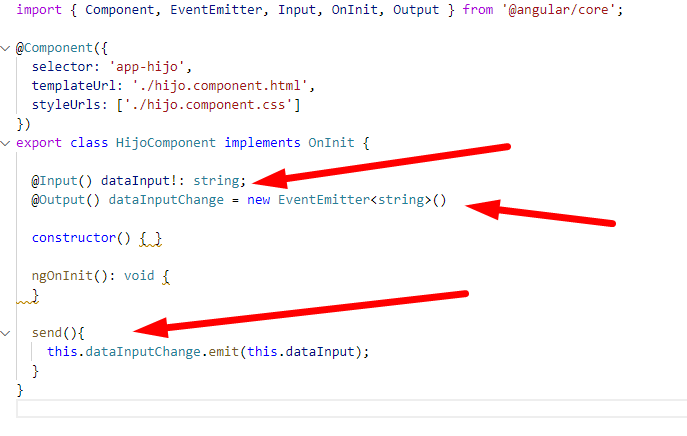 import { Component, EventEmitter, Input, OnInit, Output } from '@angular/core';
@Component({
  selector: 'app-hijo',
  templateUrl: './hijo.component.html',
  styleUrls: ['./hijo.component.css']
})
export class HijoComponent implements OnInit {
  @Input() dataInput!: string;
  @Output() dataInputChange = new EventEmitter<string>()
  constructor() { }
  ngOnInit(): void {
  }
  send(){
    this.dataInputChange.emit(this.dataInput);
  }
}